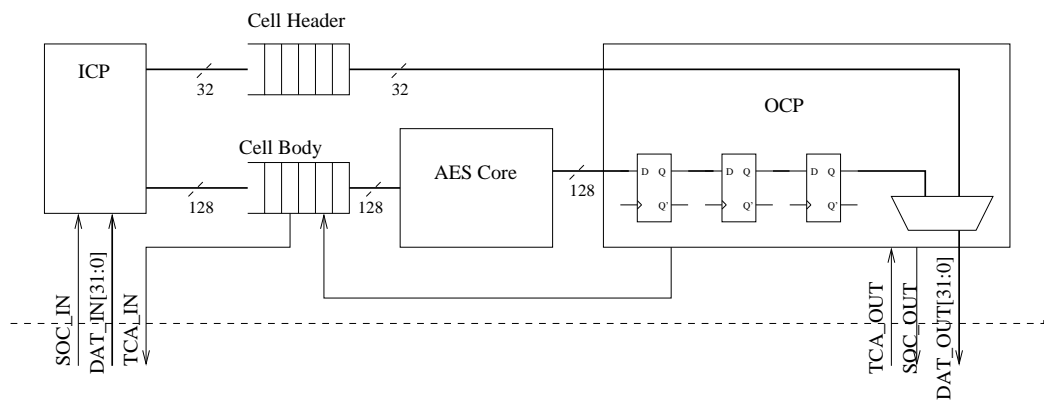 Cell Header
ICP
32
32
OCP
Cell Body
AES Core
128
128
128
D Q
Q'
D Q
Q'
D Q
Q'
SOC_IN
DAT_IN[31:0]
TCA_IN
TCA_OUT
SOC_OUT
DAT_OUT[31:0]